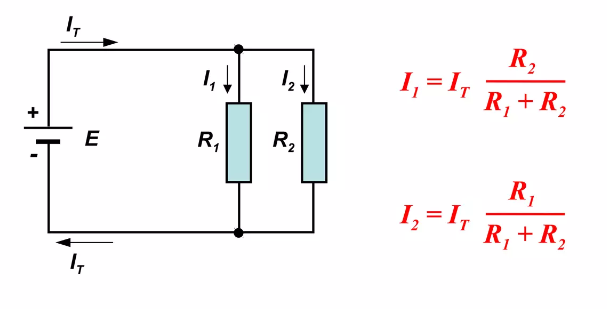 I_T
I_1 I_2
+
E
-
R_1 R_2
I_T
I_1 = I_T R_2 / (R_1 + R_2)
I_2 = I_T R_1 / (R_1 + R_2)